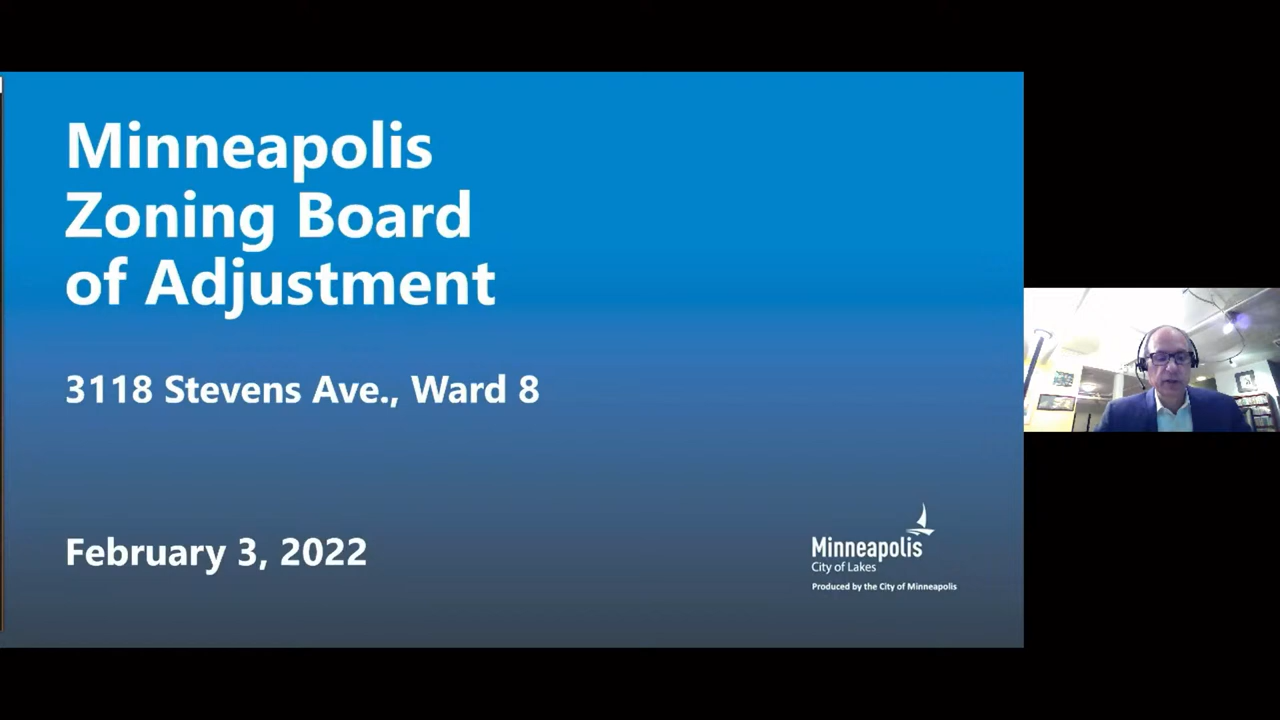 Minneapolis
Zoning Board
of Adjustment
3118 Stevens Ave., Ward 8
February 3, 2022
Minneapolis
City of Lakes
Produced by the City of Minneapolis